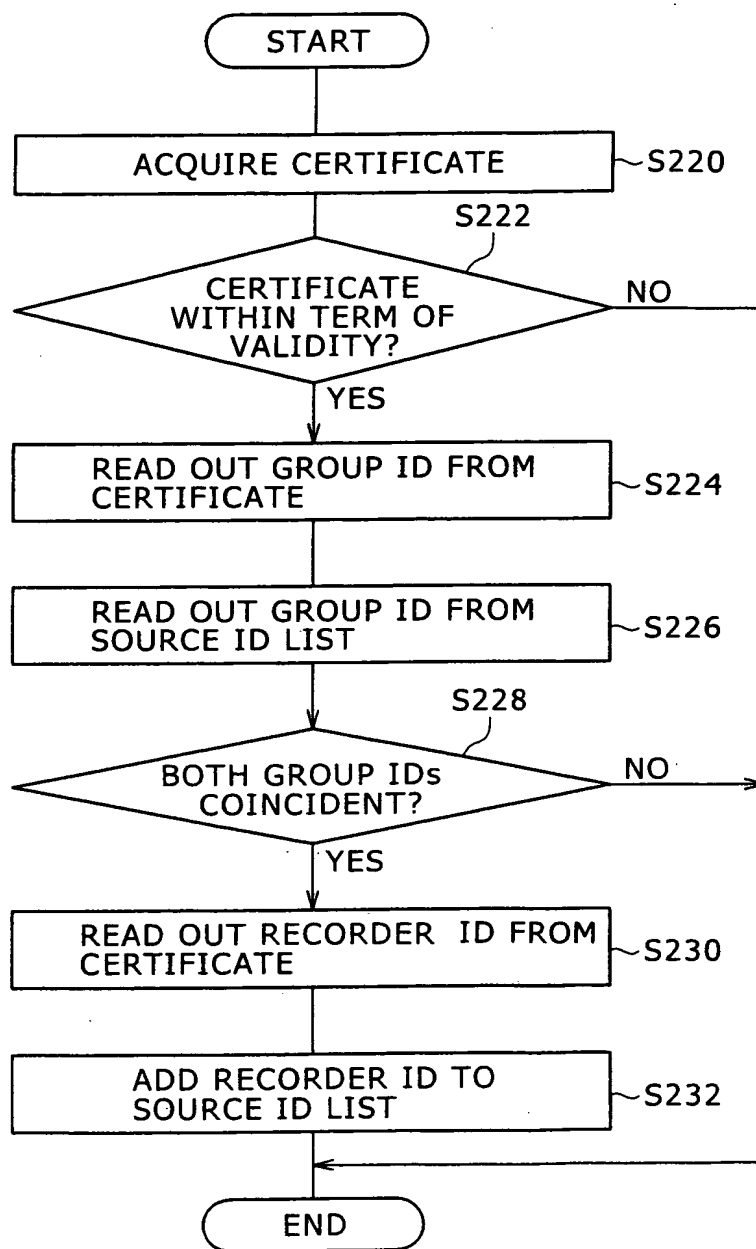 START
ACQUIRE CERTIFICATE
S220
S222
CERTIFICATE
WITHIN TERM OF
VALIDITY?
NO
YES
READ OUT GROUP ID FROM
CERTIFICATE
S224
READ OUT GROUP ID FROM
SOURCE ID LIST
S226
S228
BOTH GROUP IDs
COINCIDENT?
NO
YES
READ OUT RECORDER ID FROM
CERTIFICATE
S230
ADD RECORDER ID TO
SOURCE ID LIST
S232
END